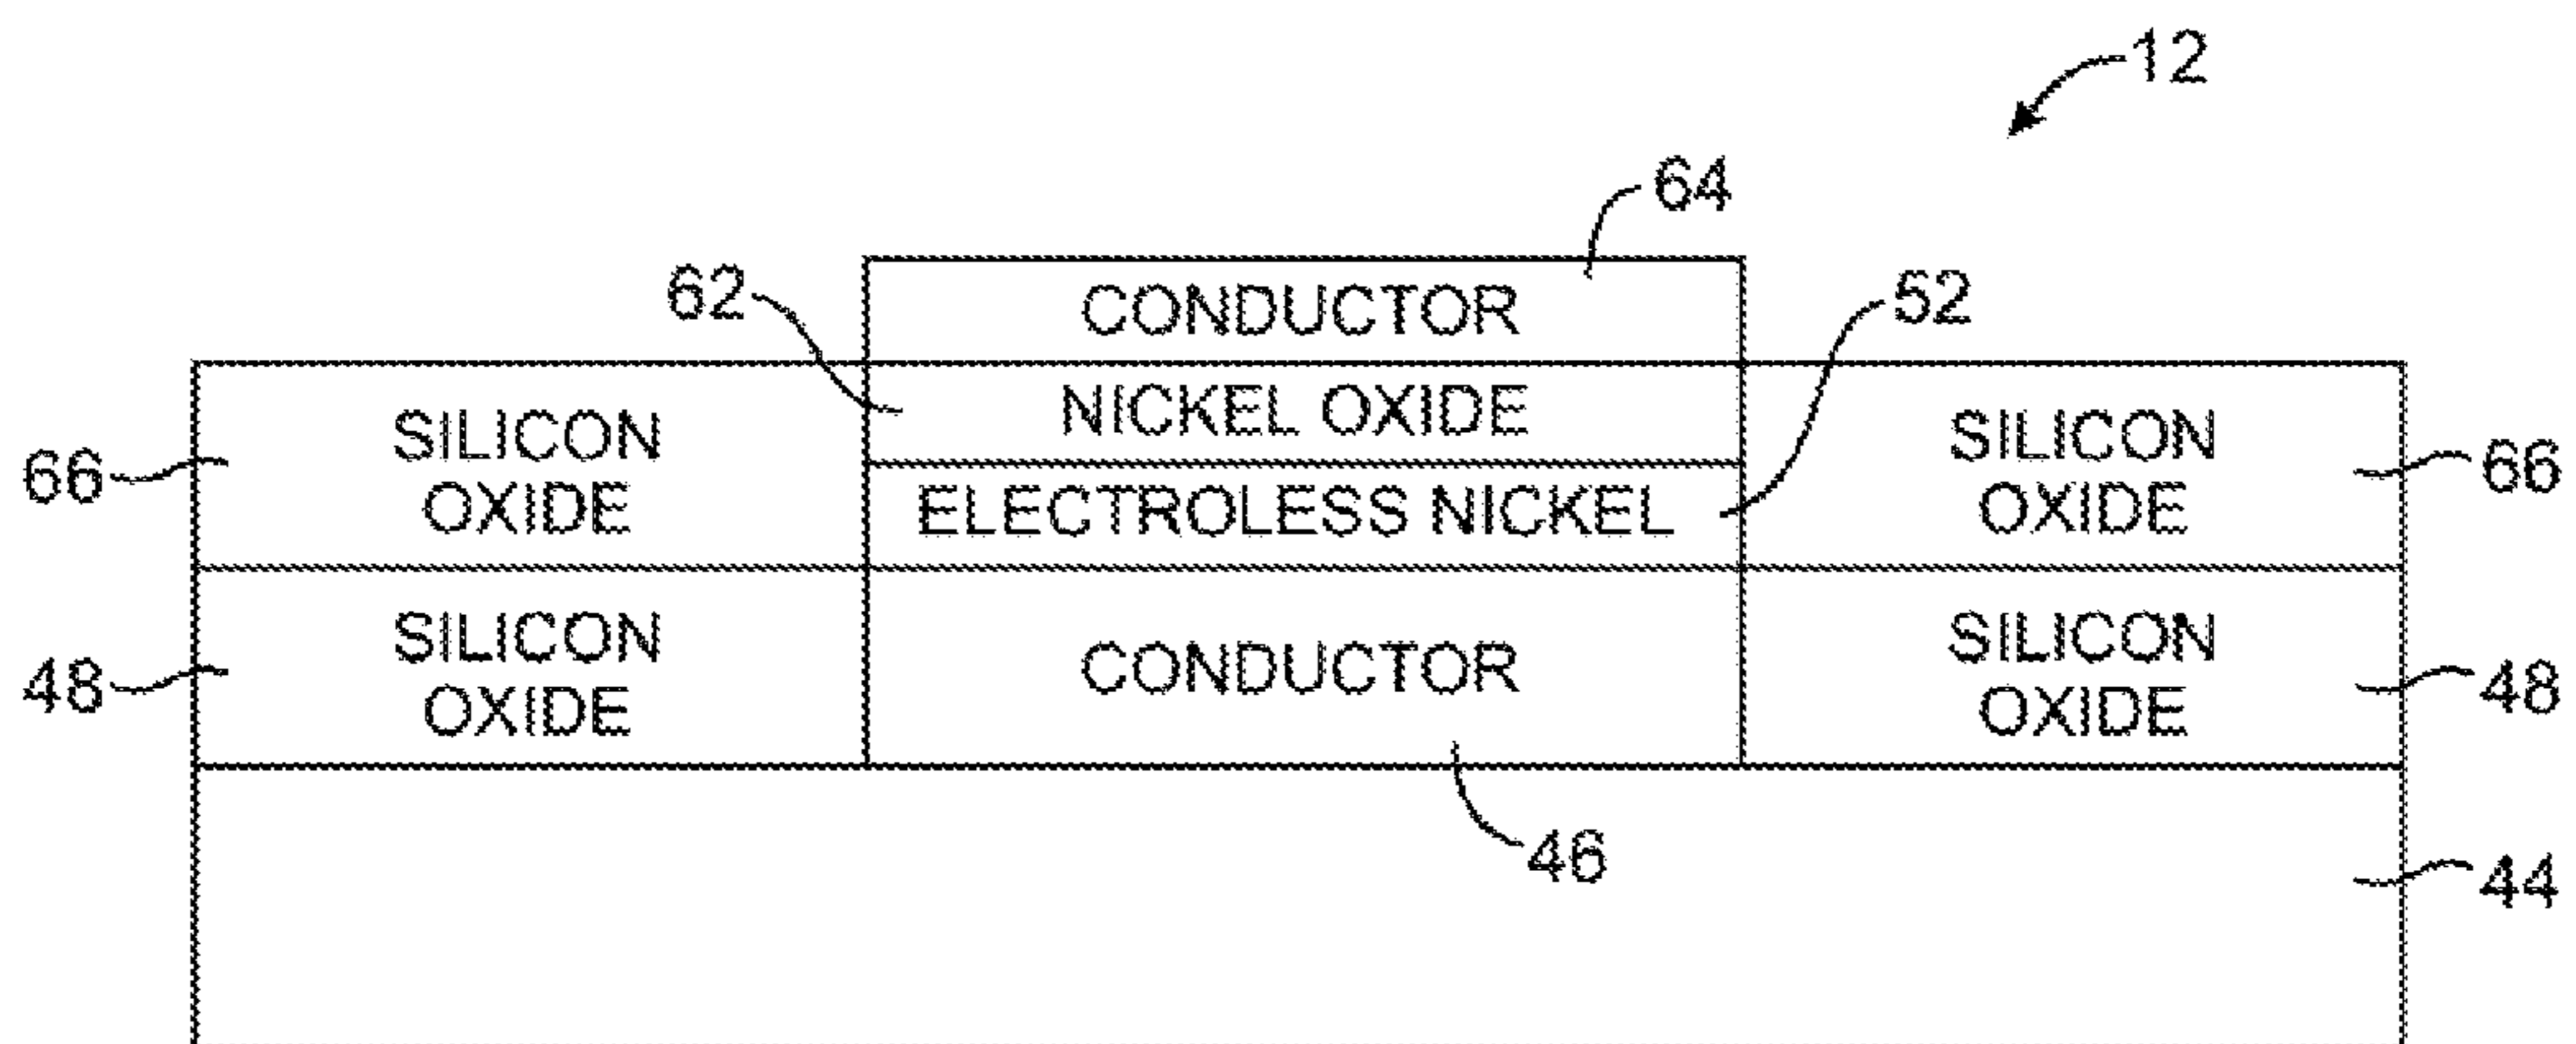 12
64
62
CONDUCTOR
52
NICKEL OXIDE
SILICON
OXIDE
SILICON
OXIDE
66
66
ELECTROLESS NICKEL
SILICON
OXIDE
CONDUCTOR
SILICON
OXIDE
48
48
46
44